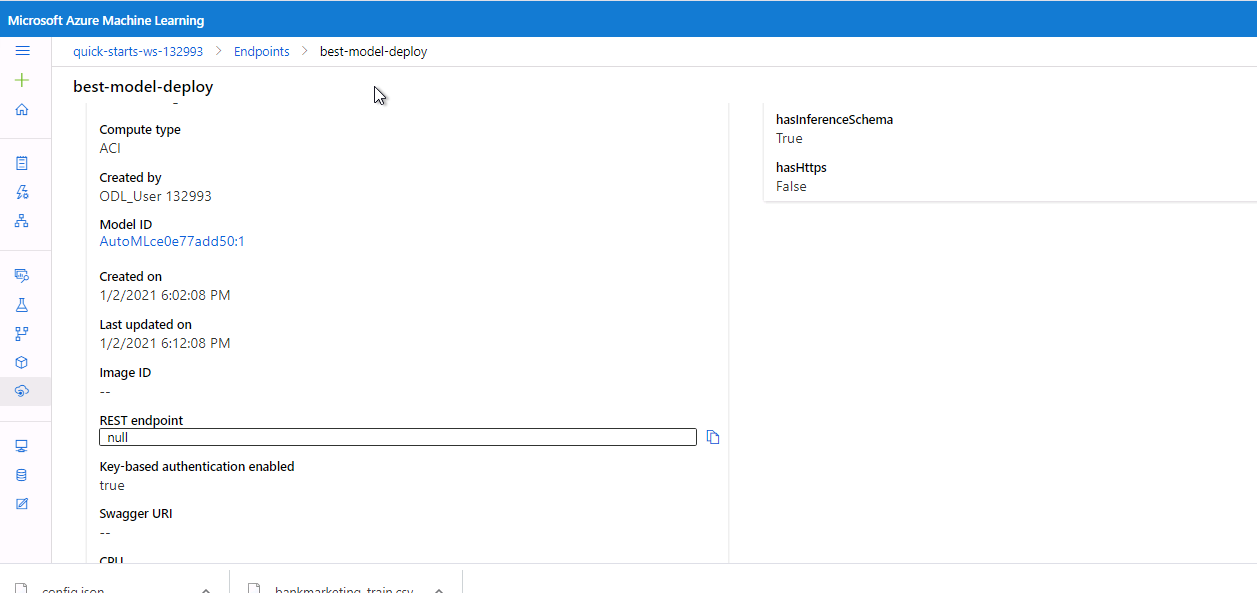 Microsoft Azure Machine Learning
quick-starts-ws-132993 > Endpoints > best-model-deploy
best-model-deploy
Compute type
ACI
Created by
ODL_User 132993
Model ID
AutoMLce0e77add50:1
Created on
1/2/2021 6:02:08 PM
Last updated on
1/2/2021 6:12:08 PM
Image ID
--
REST endpoint
null
Key-based authentication enabled
true
Swagger URI
--
CPU
hasInferenceSchema
True
hasHttps
False
config.json
bankmarketing_train.csv